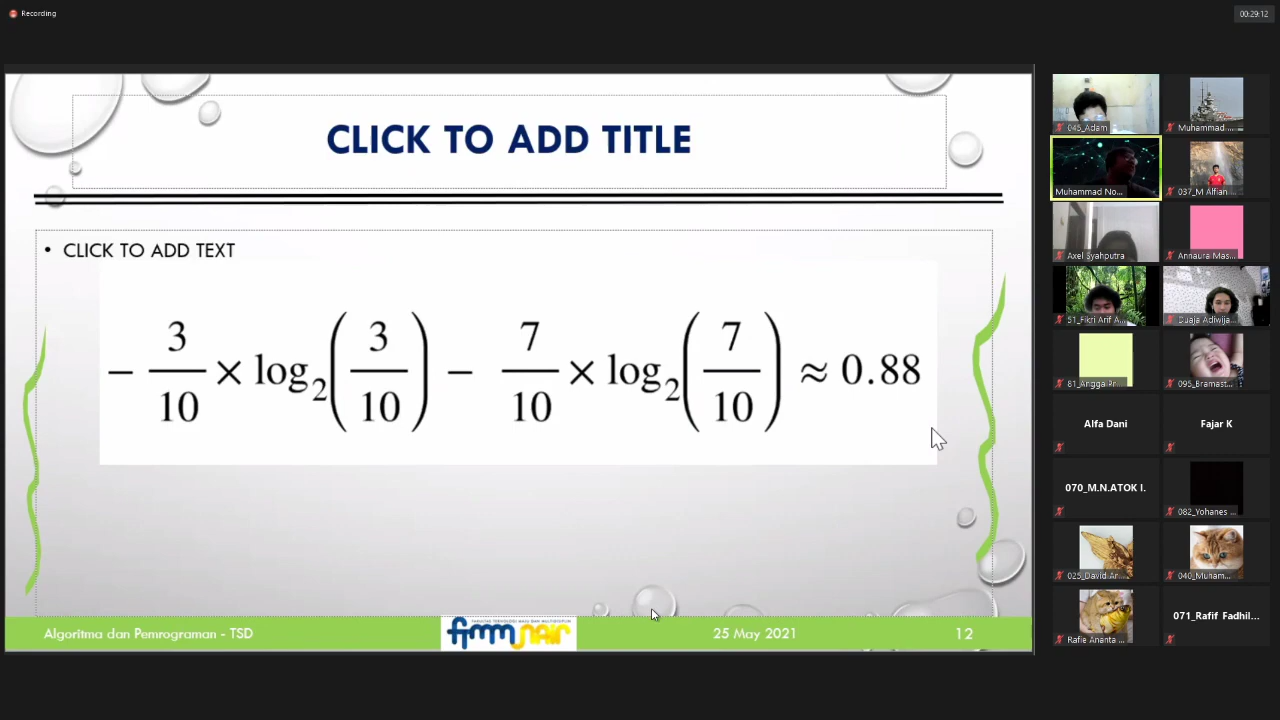 Recording
00:29:12
CLICK TO ADD TITLE
• CLICK TO ADD TEXT
− 3/10 × log₂(3/10) − 7/10 × log₂(7/10) ≈ 0.88
Algoritma dan Pemrograman - TSD
25 May 2021
12
045_Adam
Muhammad ...
Muhammad No...
037_M Alfian ...
Axel Syahputra
Annaura Mas...
51_Fikri Arif A...
Duaja Adiwija...
81_Angga Pr...
095_Bramast...
Alfa Dani
Fajar K
070_M.N.ATOK I.
082_Yohanes ...
025_David Ar...
040_Muham...
Rafie Ananta ...
071_Rafif Fadhil...